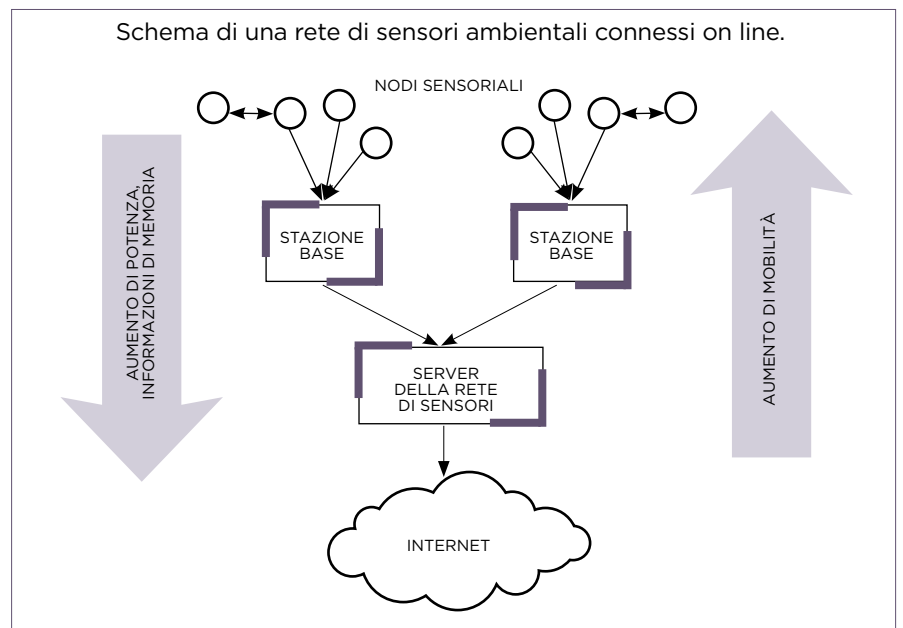 Schema di una rete di sensori ambientali connessi on line.
NODI SENSORIALI
AUMENTO DI POTENZA,
INFORMAZIONI DI MEMORIA
STAZIONE
BASE
STAZIONE
BASE
AUMENTO DI MOBILITÀ
SERVER
DELLA RETE
DI SENSORI
INTERNET